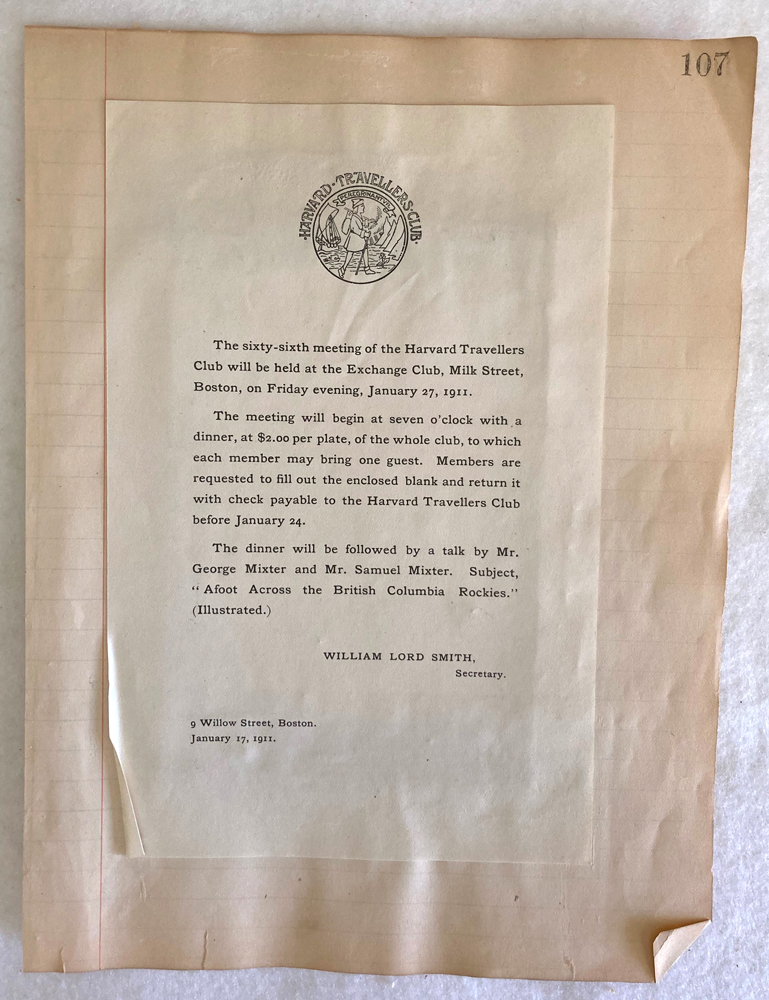 107
·HARVARD·TRAVELLERS·CLUB·
PEREGRINANTUR
The sixty-sixth meeting of the Harvard Travellers
Club will be held at the Exchange Club, Milk Street,
Boston, on Friday evening, January 27, 1911.
The meeting will begin at seven o’clock with a
dinner, at $2.00 per plate, of the whole club, to which
each member may bring one guest. Members are
requested to fill out the enclosed blank and return it
with check payable to the Harvard Travellers Club
before January 24.
The dinner will be followed by a talk by Mr.
George Mixter and Mr. Samuel Mixter. Subject,
“Afoot Across the British Columbia Rockies.”
(Illustrated.)
WILLIAM LORD SMITH,
Secretary.
9 Willow Street, Boston.
January 17, 1911.